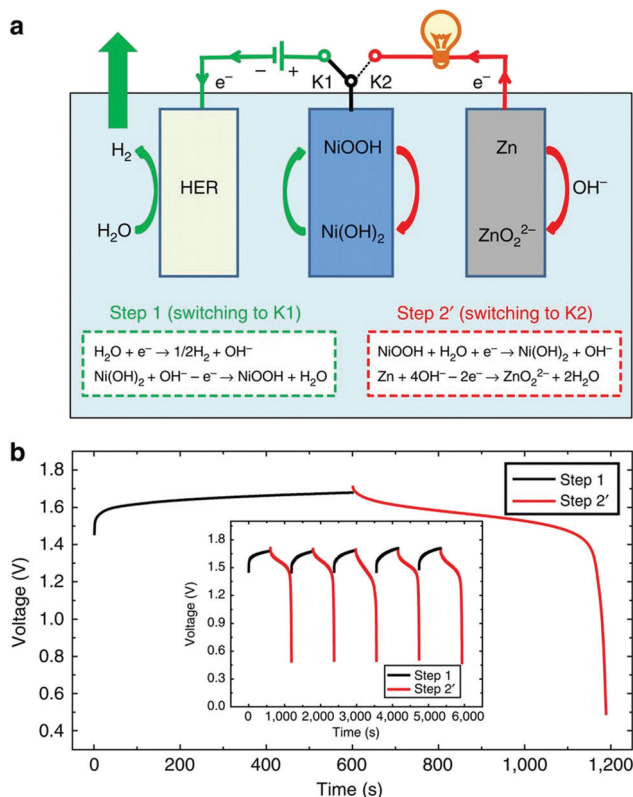 a
e⁻ − + K1 K2 e⁻
H₂ NiOOH Zn
HER OH⁻
H₂O Ni(OH)₂ ZnO₂²⁻
Step 1 (switching to K1) Step 2′ (switching to K2)
H₂O + e⁻ → 1/2H₂ + OH⁻ NiOOH + H₂O + e⁻ → Ni(OH)₂ + OH⁻
Ni(OH)₂ + OH⁻ − e⁻ → NiOOH + H₂O Zn + 4OH⁻ − 2e⁻ → ZnO₂²⁻ + 2H₂O
b
Voltage (V)
1.8
1.6
1.4
1.2
1.0
0.8
0.6
0.4
Step 1
Step 2′
Voltage (V)
1.8
1.5
1.2
0.9
0.6
0.3
0.0
Step 1
Step 2′
0 1,000 2,000 3,000 4,000 5,000 6,000
Time (s)
0 200 400 600 800 1,000 1,200
Time (s)